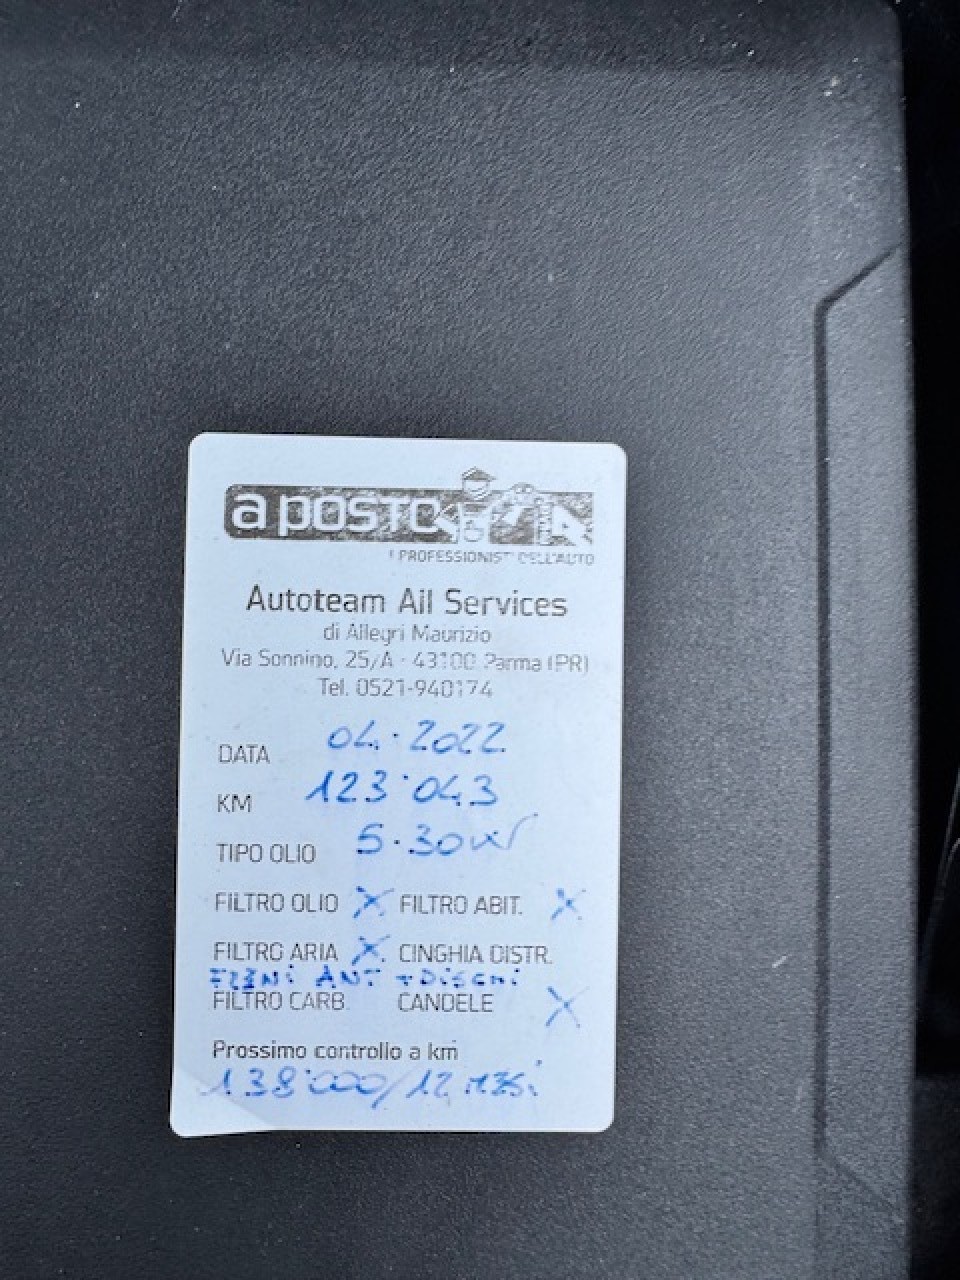 a posto
I PROFESSIONISTI DELL'AUTO
Autoteam All Services
di Allegri Maurizio
Via Sonnino, 25/A - 43100 Parma (PR)
Tel. 0521-940174
DATA 04.2022
KM 123'043
TIPO OLIO 5.30W
FILTRO OLIO X FILTRO ABIT. X
FILTRO ARIA X CINGHIA DISTR.
FRENI ANT +DISCHI
FILTRO CARB. CANDELE X
Prossimo controllo a km
138'000/12 MESI